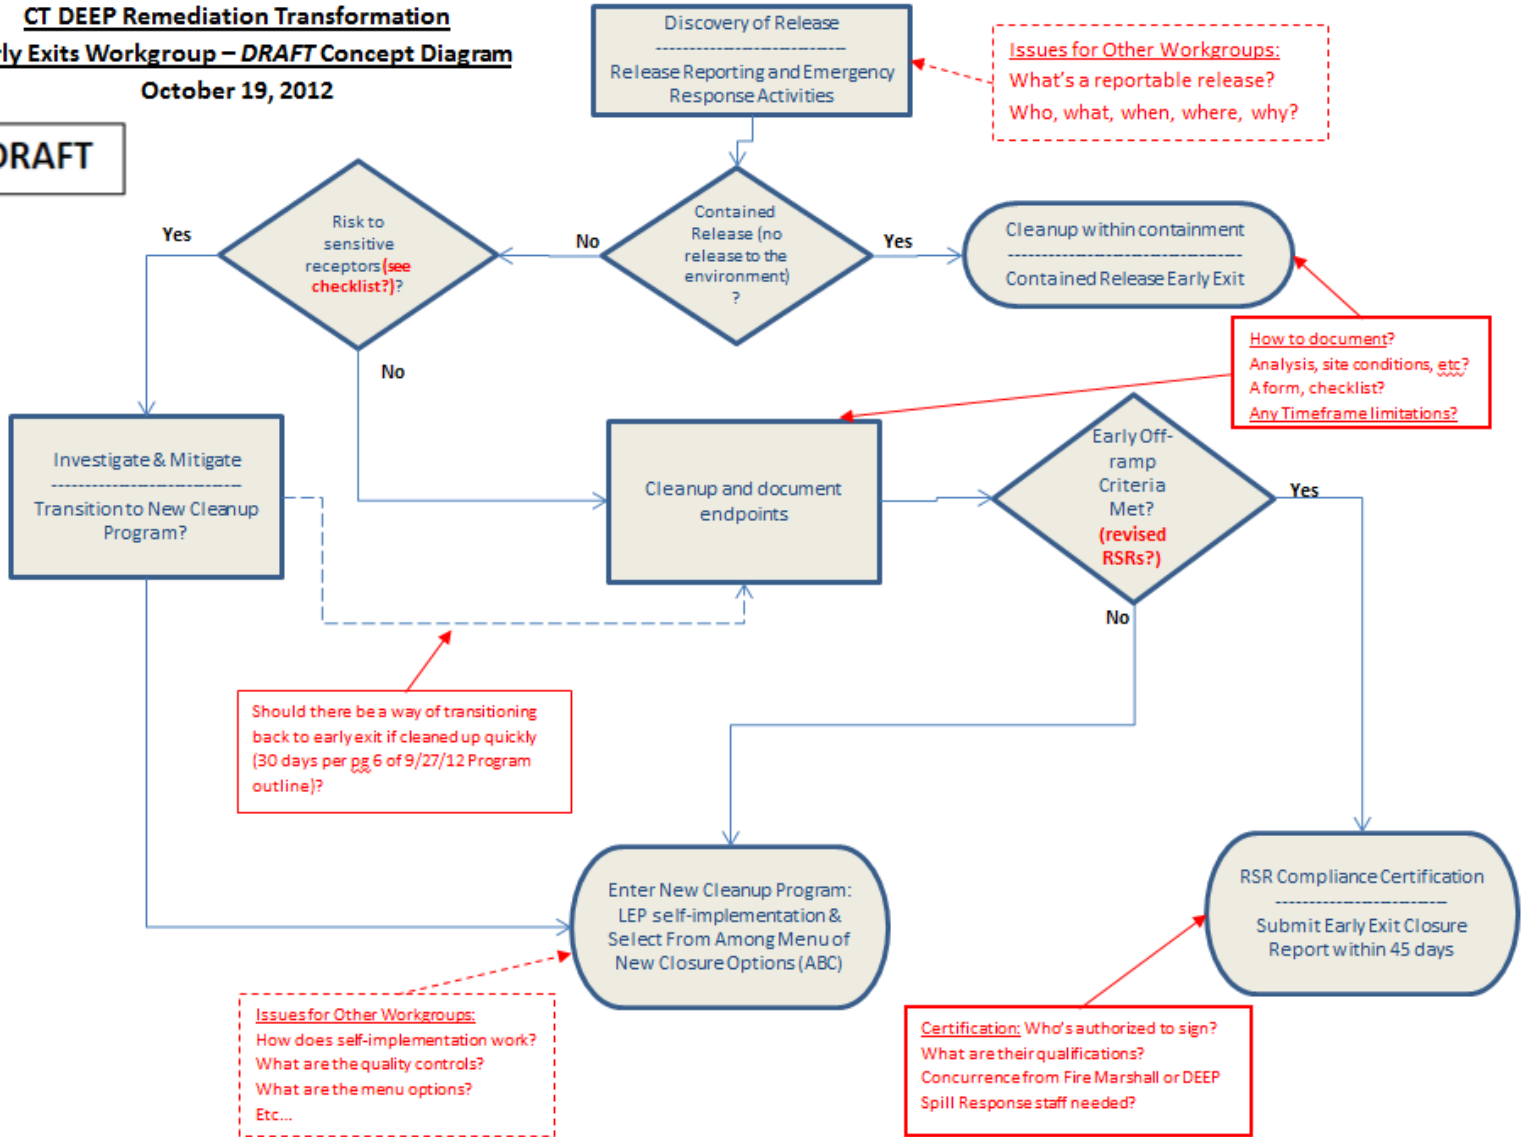 CT DEEP Remediation Transformation
rly Exits Workgroup – DRAFT Concept Diagram
October 19, 2012
DRAFT
Discovery of Release
Release Reporting and Emergency
Response Activities
Issues for Other Workgroups:
What's a reportable release?
Who, what, when, where, why?
Risk to
sensitive
receptors (see
checklist?)?
Yes
No
Contained
Release (no
release to the
environment)
?
No
Yes
Cleanup within containment
Contained Release Early Exit
How to document?
Analysis, site conditions, etc?
A form, checklist?
Any Timeframe limitations?
Investigate & Mitigate
Transition to New Cleanup
Program?
Cleanup and document
endpoints
Early Off-
ramp
Criteria
Met?
(revised
RSRs?)
Yes
No
Should there be a way of transitioning
back to early exit if cleaned up quickly
(30 days per pg 6 of 9/27/12 Program
outline)?
Enter New Cleanup Program:
LEP self-implementation &
Select From Among Menu of
New Closure Options (ABC)
RSR Compliance Certification
Submit Early Exit Closure
Report within 45 days
Issues for Other Workgroups:
How does self-implementation work?
What are the quality controls?
What are the menu options?
Etc...
Certification: Who's authorized to sign?
What are their qualifications?
Concurrence from Fire Marshall or DEEP
Spill Response staff needed?